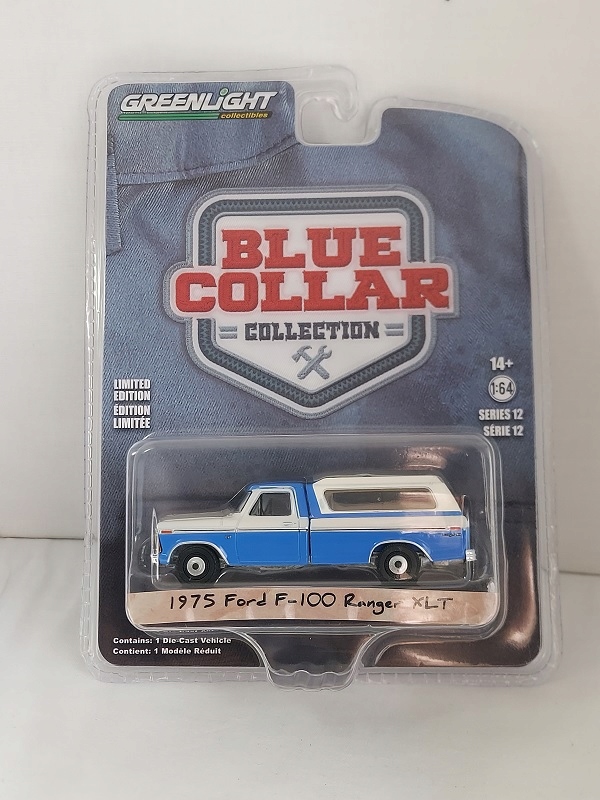 GREENLIGHT
collectibles
BLUE
COLLAR
COLLECTION
14+
1:64
SERIES 12
SÉRIE 12
LIMITED
EDITION
ÉDITION
LIMITÉE
1975 Ford F-100 Ranger XLT
Contains: 1 Die-Cast Vehicle
Contient: 1 Modèle Réduit